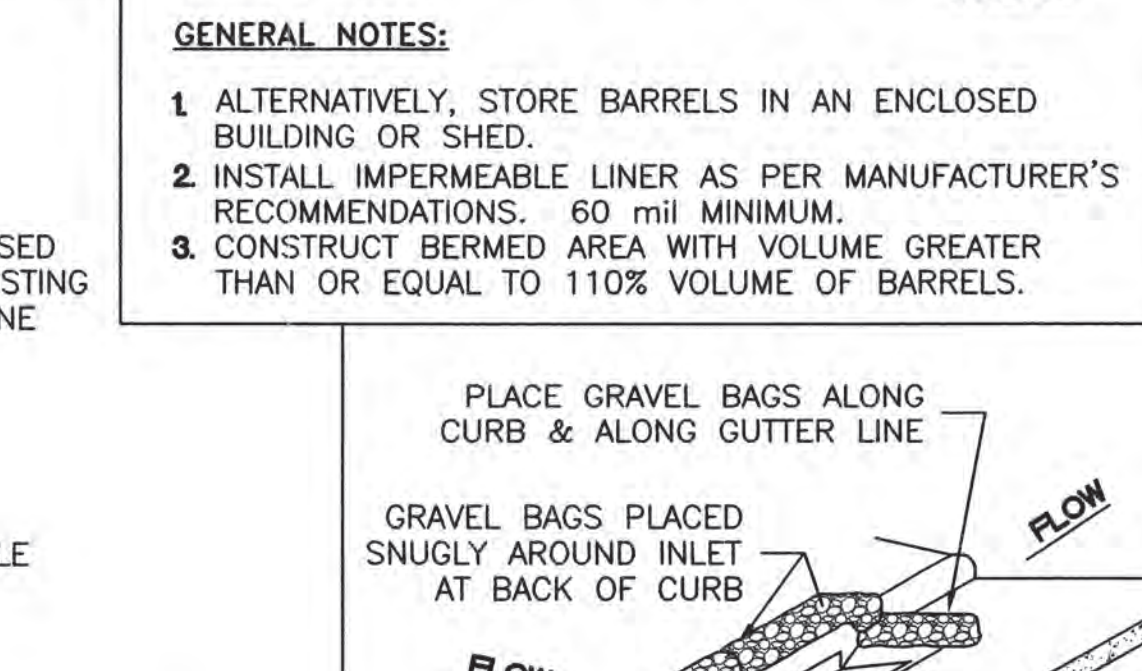 GENERAL NOTES:
1. ALTERNATIVELY, STORE BARRELS IN AN ENCLOSED
BUILDING OR SHED.
2. INSTALL IMPERMEABLE LINER AS PER MANUFACTURER'S
RECOMMENDATIONS. 60 mil MINIMUM.
3. CONSTRUCT BERMED AREA WITH VOLUME GREATER
THAN OR EQUAL TO 110% VOLUME OF BARRELS.
SED
STING
NE
LE
PLACE GRAVEL BAGS ALONG
CURB & ALONG GUTTER LINE
GRAVEL BAGS PLACED
SNUGLY AROUND INLET
AT BACK OF CURB
FLOW
FLOW